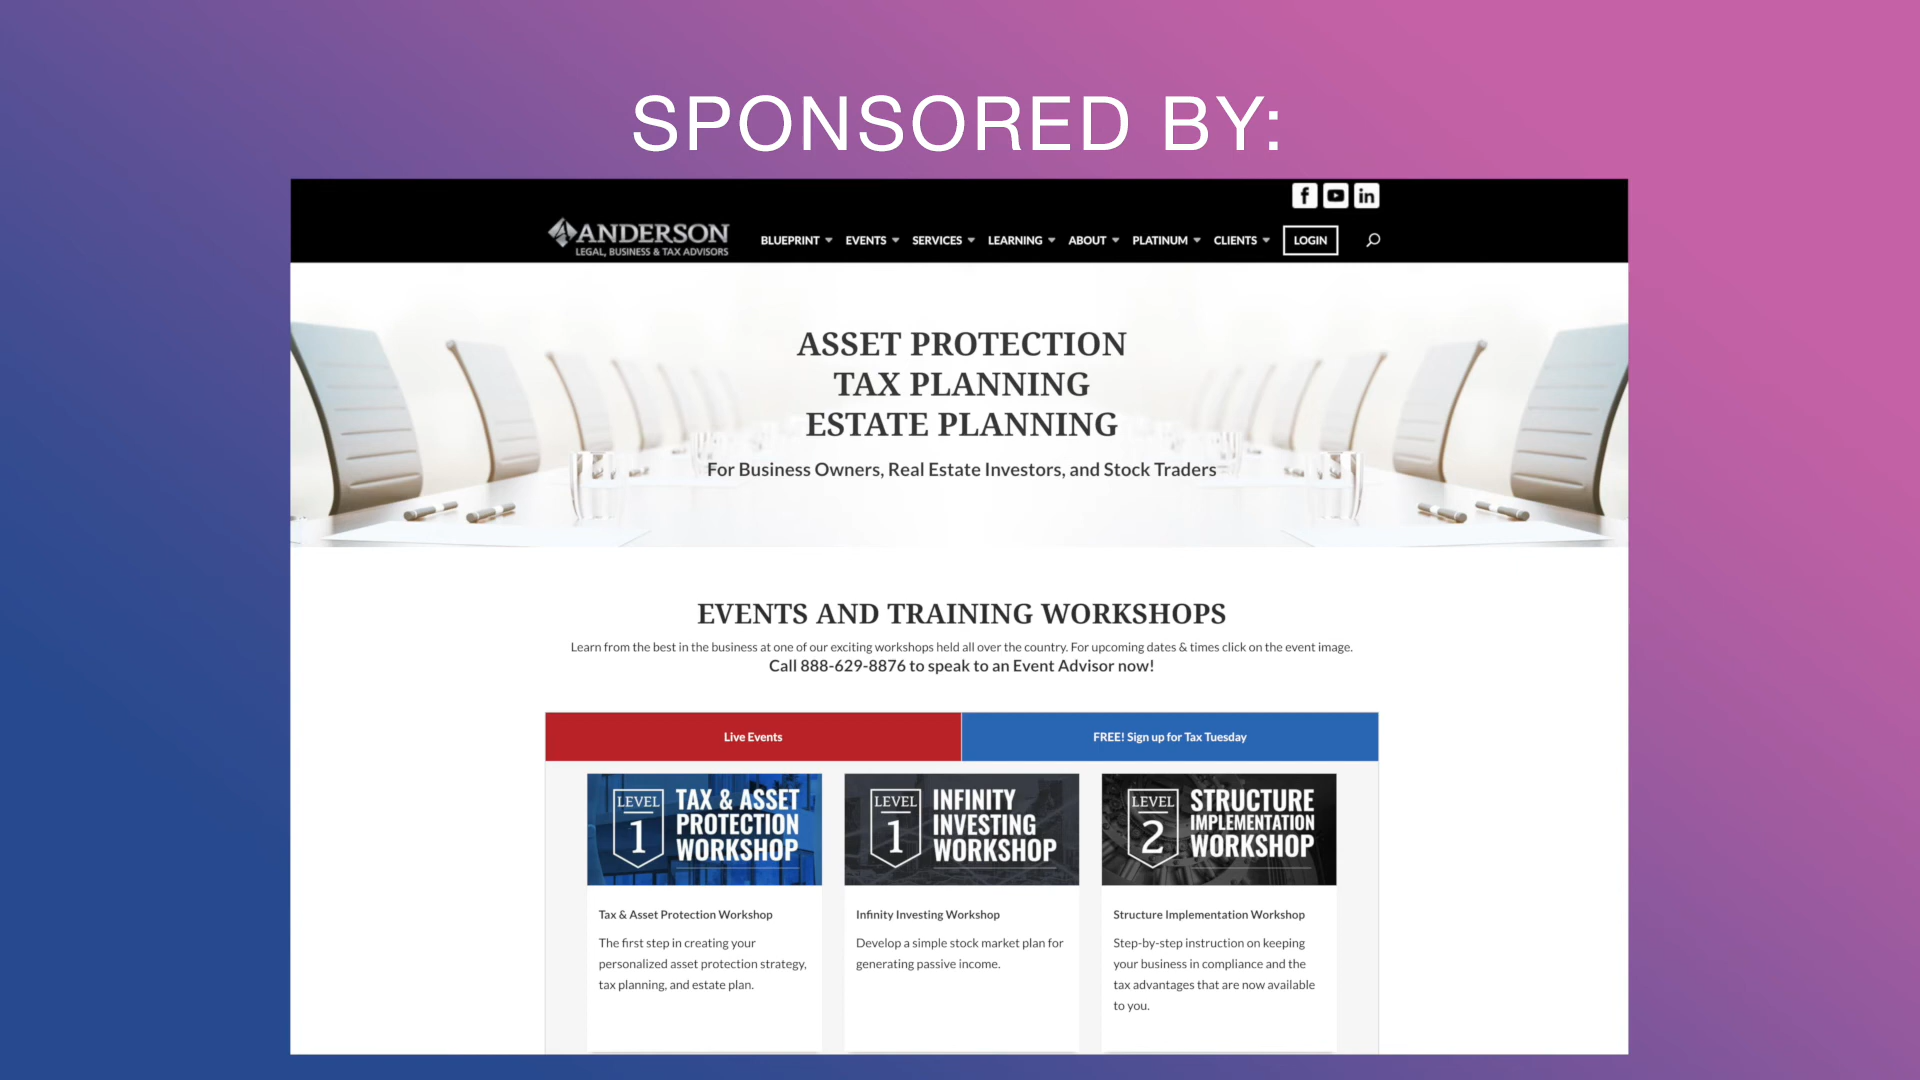 SPONSORED BY:
ANDERSON
LEGAL, BUSINESS & TAX ADVISORS
BLUEPRINT EVENTS SERVICES LEARNING ABOUT PLATINUM CLIENTS LOGIN
ASSET PROTECTION
TAX PLANNING
ESTATE PLANNING
For Business Owners, Real Estate Investors, and Stock Traders
EVENTS AND TRAINING WORKSHOPS
Learn from the best in the business at one of our exciting workshops held all over the country. For upcoming dates & times click on the event image.
Call 888-629-8876 to speak to an Event Advisor now!
Live Events
FREE! Sign up for Tax Tuesday
LEVEL
1
TAX & ASSET
PROTECTION
WORKSHOP
Tax & Asset Protection Workshop
The first step in creating your
personalized asset protection strategy,
tax planning, and estate plan.
LEVEL
1
INFINITY
INVESTING
WORKSHOP
Infinity Investing Workshop
Develop a simple stock market plan for
generating passive income.
LEVEL
2
STRUCTURE
IMPLEMENTATION
WORKSHOP
Structure Implementation Workshop
Step-by-step instruction on keeping
your business in compliance and the
tax advantages that are now available
to you.